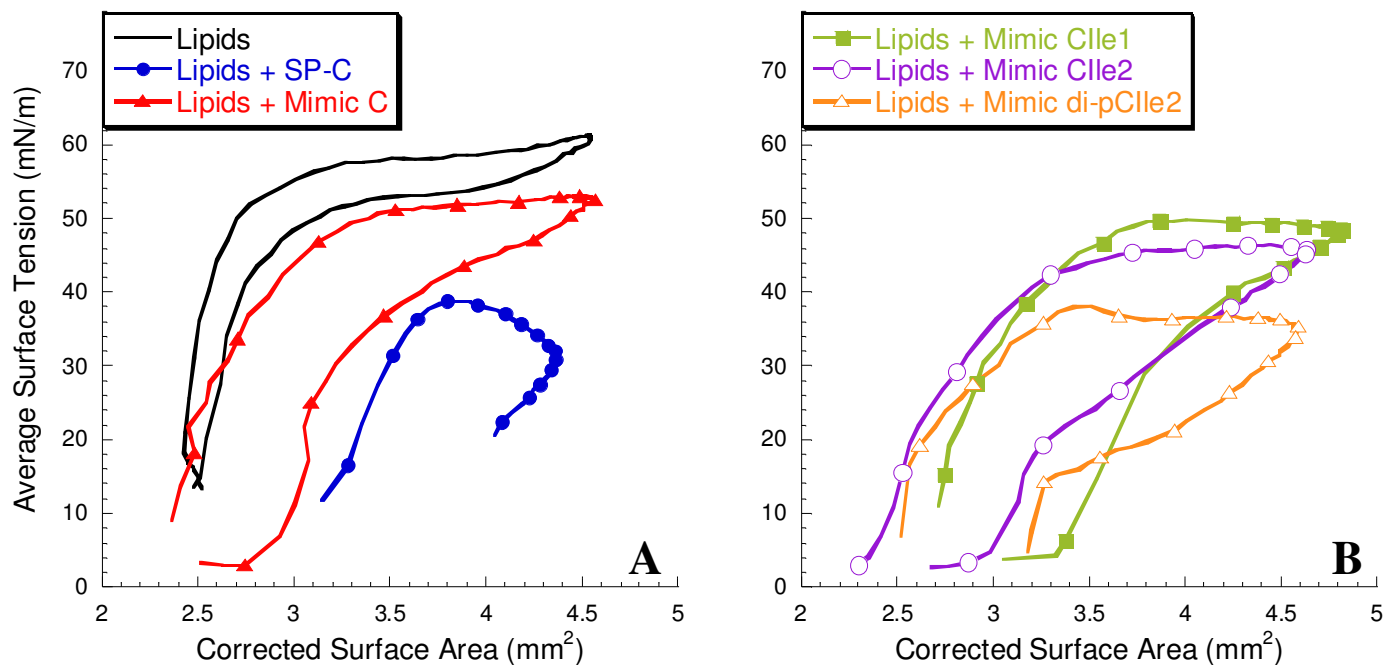 Lipids
Lipids + SP-C
Lipids + Mimic C
Lipids + Mimic CIle1
Lipids + Mimic CIle2
Lipids + Mimic di-pCIle2
Average Surface Tension (mN/m)
70
60
50
40
30
20
10
0
A
2 2.5 3 3.5 4 4.5 5
Corrected Surface Area (mm²)
70
60
50
40
30
20
10
0
B
2 2.5 3 3.5 4 4.5 5
Corrected Surface Area (mm²)